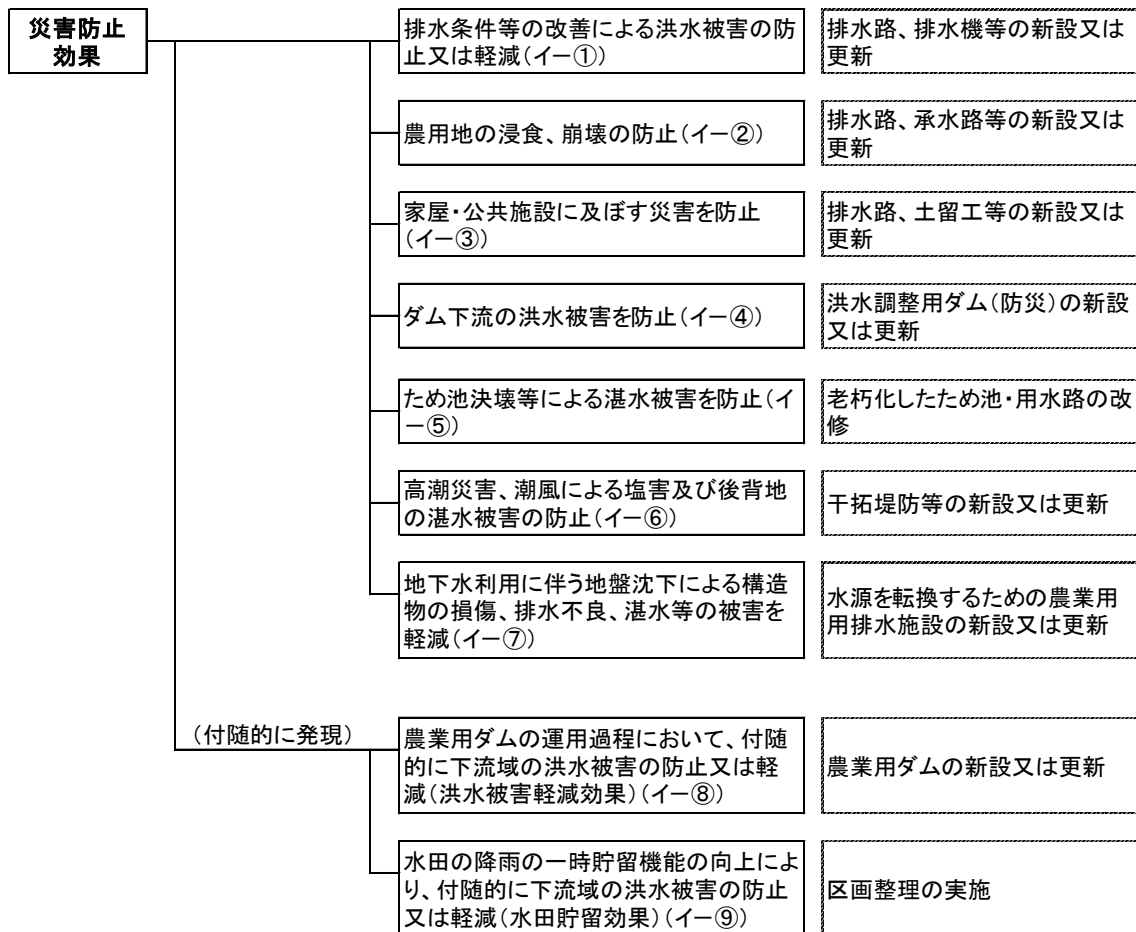 災害防止
効果
排水条件等の改善による洪水被害の防
止又は軽減(イー①)
排水路、排水機等の新設又は
更新
農用地の浸食、崩壊の防止(イー②)
排水路、承水路等の新設又は
更新
家屋・公共施設に及ぼす災害を防止
(イー③)
排水路、土留工等の新設又は
更新
ダム下流の洪水被害を防止(イー④)
洪水調整用ダム(防災)の新設
又は更新
ため池決壊等による湛水被害を防止(イ
ー⑤)
老朽化したため池・用水路の改
修
高潮災害、潮風による塩害及び後背地
の湛水被害の防止(イー⑥)
干拓堤防等の新設又は更新
地下水利用に伴う地盤沈下による構造
物の損傷、排水不良、湛水等の被害を
軽減(イー⑦)
水源を転換するための農業用
用排水施設の新設又は更新
(付随的に発現)
農業用ダムの運用過程において、付随
的に下流域の洪水被害の防止又は軽
減(洪水被害軽減効果)(イー⑧)
農業用ダムの新設又は更新
水田の降雨の一時貯留機能の向上によ
り、付随的に下流域の洪水被害の防止
又は軽減(水田貯留効果)(イー⑨)
区画整理の実施